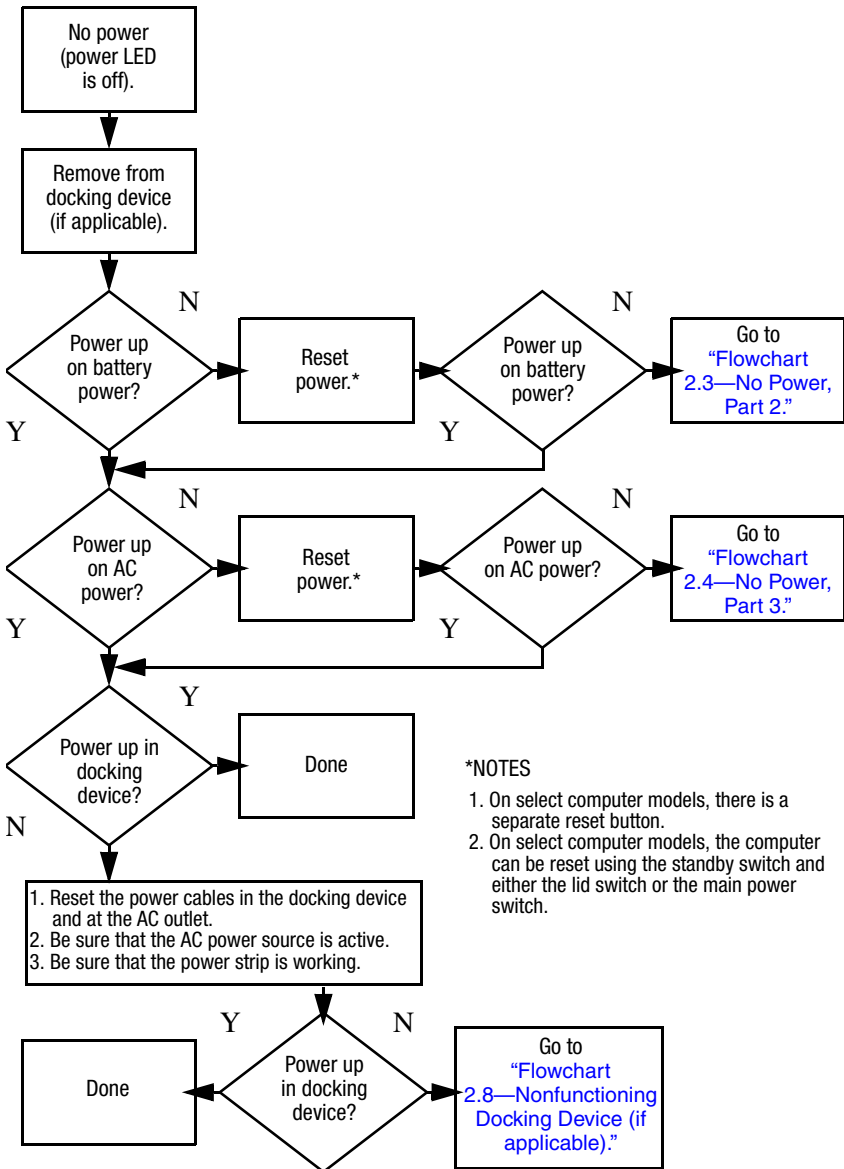 No power
(power LED
is off).
Remove from
docking device
(if applicable).
N
N
Power up
on battery
power?
Reset
power.*
Power up
on battery
power?
Go to
“Flowchart
2.3—No Power,
Part 2.”
Y
Y
N
N
Power up
on AC
power?
Reset
power.*
Power up
on AC power?
Go to
“Flowchart
2.4—No Power,
Part 3.”
Y
Y
Y
Power up in
docking
device?
Done
N
*NOTES
1. On select computer models, there is a
separate reset button.
2. On select computer models, the computer
can be reset using the standby switch and
either the lid switch or the main power
switch.
1. Reset the power cables in the docking device
and at the AC outlet.
2. Be sure that the AC power source is active.
3. Be sure that the power strip is working.
Y
N
Done
Power up
in docking
device?
Go to
“Flowchart
2.8—Nonfunctioning
Docking Device (if
applicable).”